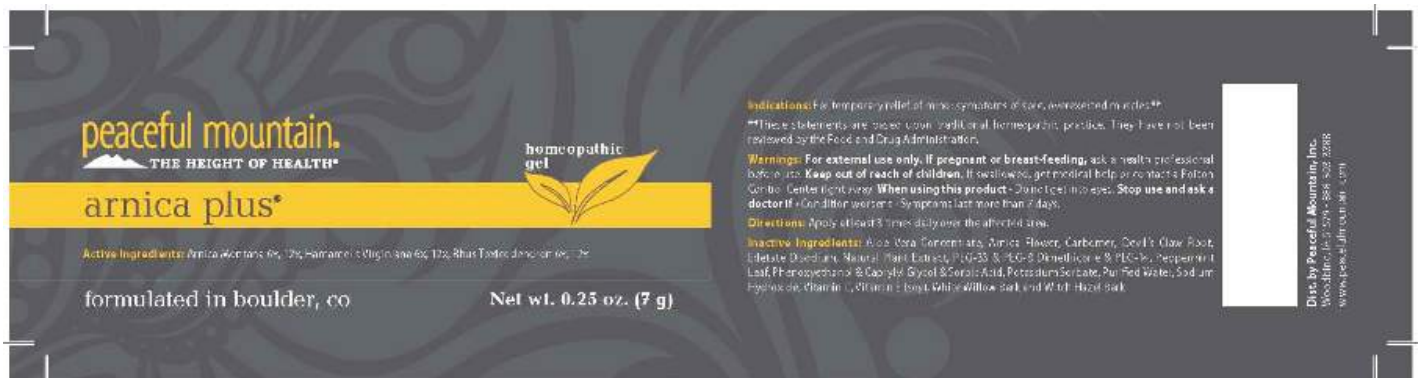 peaceful mountain.
THE HEIGHT OF HEALTH®
homeopathic
gel
arnica plus®
Active Ingredients: Arnica Montana 6x, 12x, Hamamelis Virginiana 6x, 12x, Rhus Toxicodendron 6x, 12x
formulated in boulder, co
Net wt. 0.25 oz. (7 g)
Indications: For temporary relief of minor symptoms of sore, overexerted muscles.**
**These statements are based upon traditional homeopathic practice. They have not been
reviewed by the Food and Drug Administration.
Warnings: For external use only. If pregnant or breast-feeding, ask a health professional
before use. Keep out of reach of children. If swallowed, get medical help or contact a Poison
Control Center right away. When using this product • Do not get into eyes. Stop use and ask a
doctor if • Condition worsens • Symptoms last more than 7 days.
Directions: Apply at least 3 times daily over the affected area.
Inactive Ingredients: Aloe Vera Concentrate, Arnica Flower, Carbomer, Devil's Claw Root,
Edetate Disodium, Natural Plant Extract, PEG-33 & PEG-8 Dimethicone & PEG-14, Peppermint
Leaf, Phenoxyethanol & Caprylyl Glycol & Sorbic Acid, Potassium Sorbate, Purified Water, Sodium
Hydroxide, Vitamin E (soy), White Willow Bark and Witch Hazel Bark
Dist. by Peaceful Mountain, Inc.
Woodbine, IA 51579 •
www.peacefulmountain.com